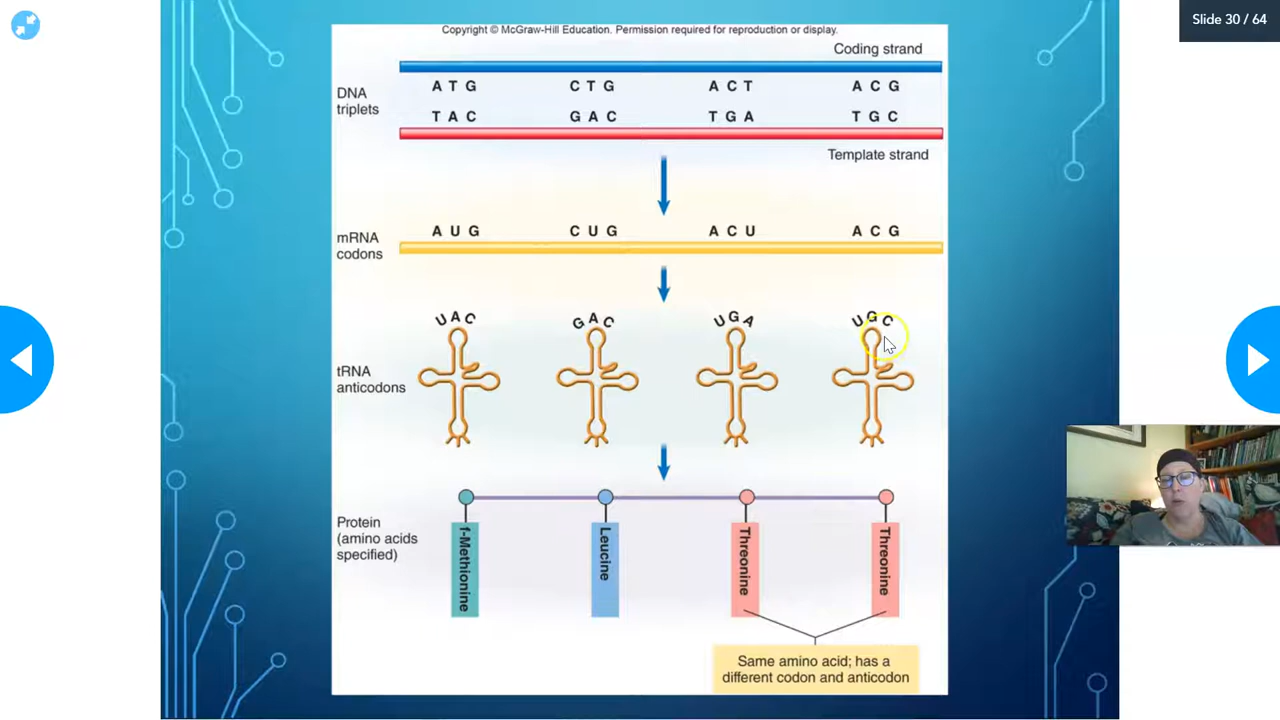 Slide 30 / 64
Copyright © McGraw-Hill Education. Permission required for reproduction or display.
Coding strand
DNA
triplets
A T G C T G A C T A C G
T A C G A C T G A T G C
Template strand
mRNA
codons
A U G C U G A C U A C G
U A C G A C U G A U G C
tRNA
anticodons
Protein
(amino acids
specified)
f-Methionine
Leucine
Threonine
Threonine
Same amino acid; has a
different codon and anticodon